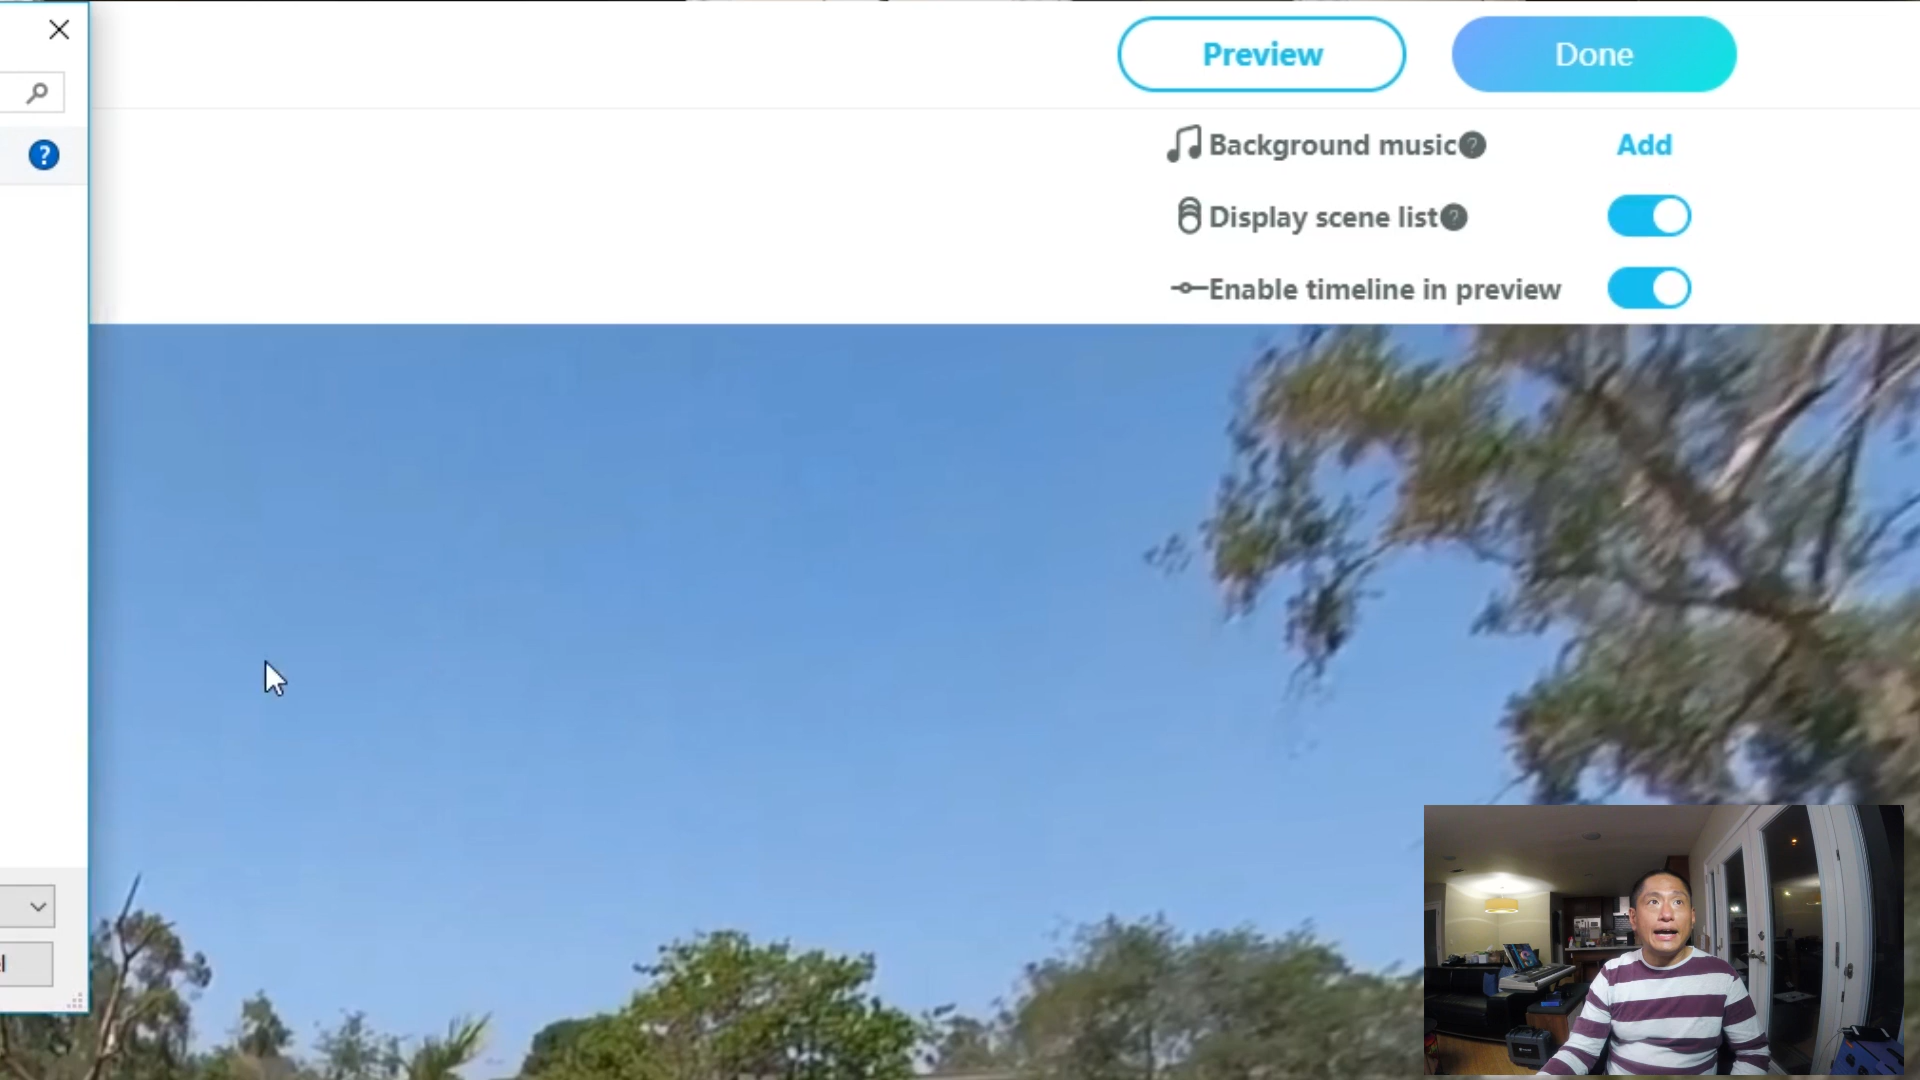 Preview
Done
Background music ?
Add
Display scene list ?
Enable timeline in preview
?